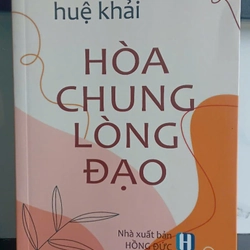 huệ khải
HÒA
CHUNG
LÒNG
ĐẠO
Nhà xuất bản
HỒNG ĐỨC
H